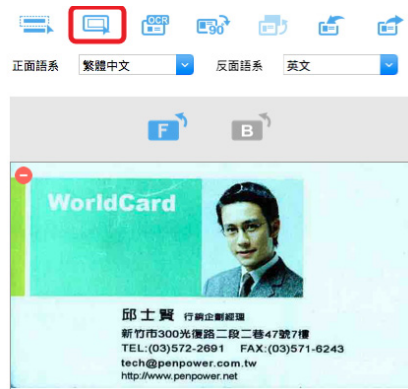 OCR
90°
正面語系 繁體中文 反面語系 英文
F B
WorldCard
邱士賢 行銷企劃經理
新竹市300光復路二段二巷47號7樓
TEL:(03)572-2691 FAX:(03)571-6243
tech@penpower.com.tw
http://www.penpower.net